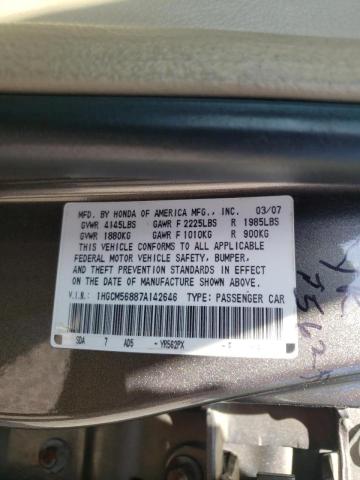 MFD. BY HONDA OF AMERICA MFG., INC. 03/07
GVWR 4145LBS GAWR F 2225LBS R 1985LBS
GVWR 1880KG GAWR F 1010KG R 900KG
THIS VEHICLE CONFORMS TO ALL APPLICABLE
FEDERAL MOTOR VEHICLE SAFETY, BUMPER,
AND THEFT PREVENTION STANDARDS IN EFFECT
ON THE DATE OF MANUFACTURE SHOWN ABOVE.
V.I.N.: 1HGCM56887A142646 TYPE: PASSENGER CAR
SDA 7 AD5 - YR562PX